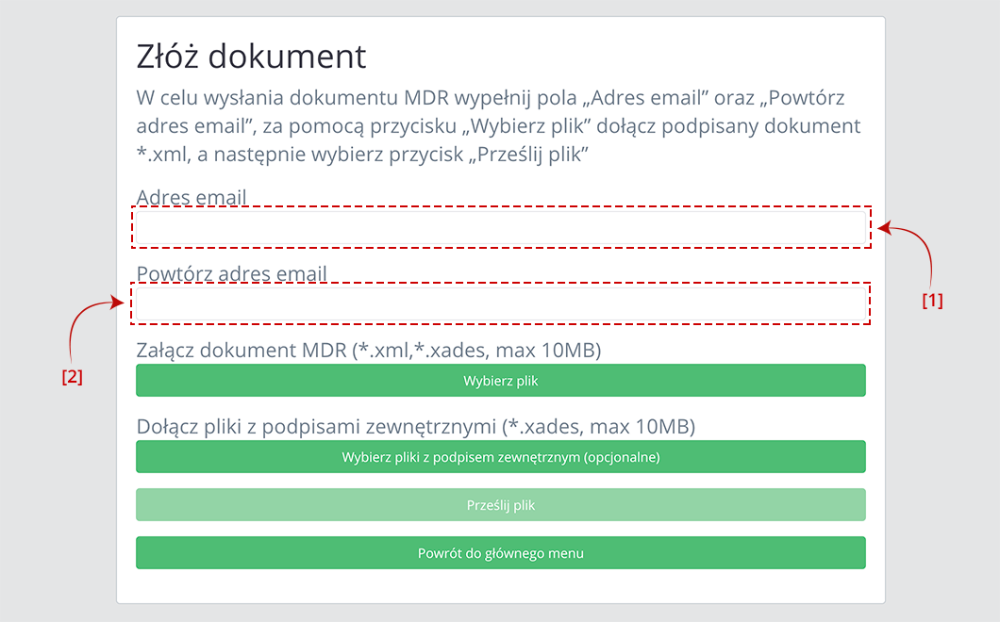 Złóż dokument
W celu wysłania dokumentu MDR wypełnij pola „Adres email” oraz „Powtórz
adres email”, za pomocą przycisku „Wybierz plik” dołącz podpisany dokument
*.xml, a następnie wybierz przycisk „Prześlij plik”
Adres email
[1]
Powtórz adres email
[2]
Załącz dokument MDR (*.xml,*.xades, max 10MB)
Wybierz plik
Dołącz pliki z podpisami zewnętrznymi (*.xades, max 10MB)
Wybierz pliki z podpisem zewnętrznym (opcjonalne)
Prześlij plik
Powrót do głównego menu